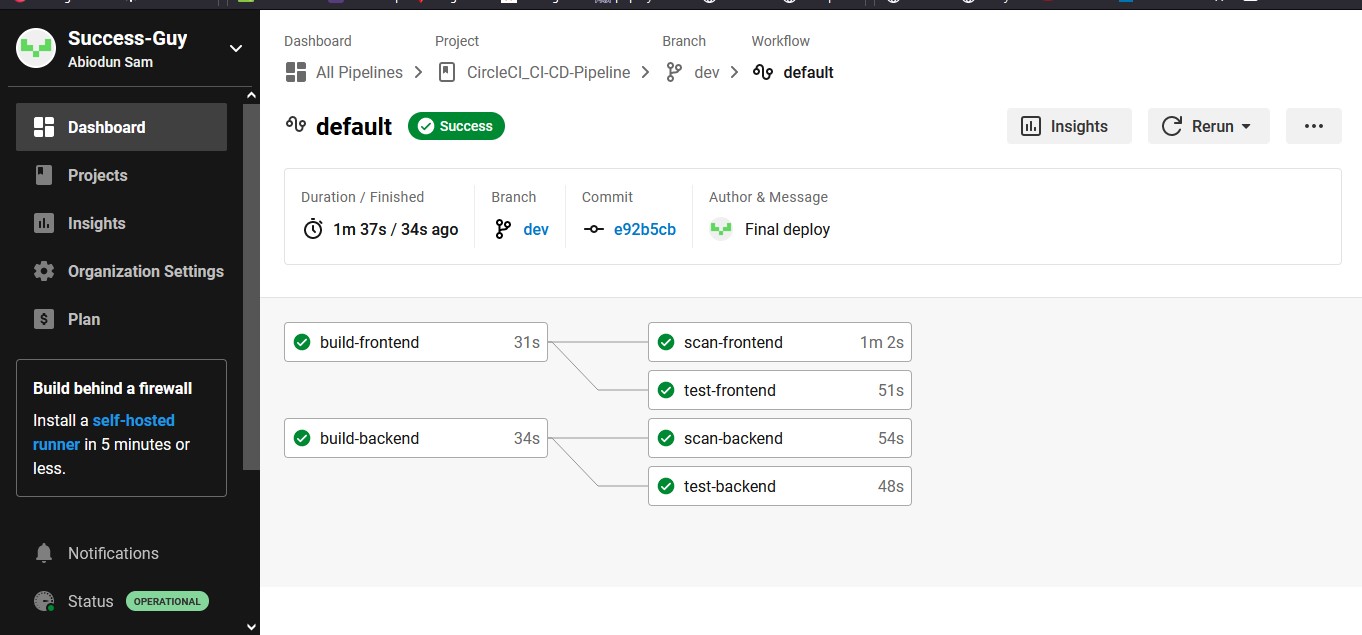 Success-Guy
Abiodun Sam
Dashboard
Projects
Insights
Organization Settings
Plan
Build behind a firewall
Install a self-hosted
runner in 5 minutes or
less.
Notifications
Status OPERATIONAL
Dashboard Project Branch Workflow
All Pipelines CircleCI_CI-CD-Pipeline dev default
default Success Insights Rerun
Duration / Finished Branch Commit Author & Message
1m 37s / 34s ago dev e92b5cb Final deploy
build-frontend 31s scan-frontend 1m 2s
test-frontend 51s
build-backend 34s scan-backend 54s
test-backend 48s